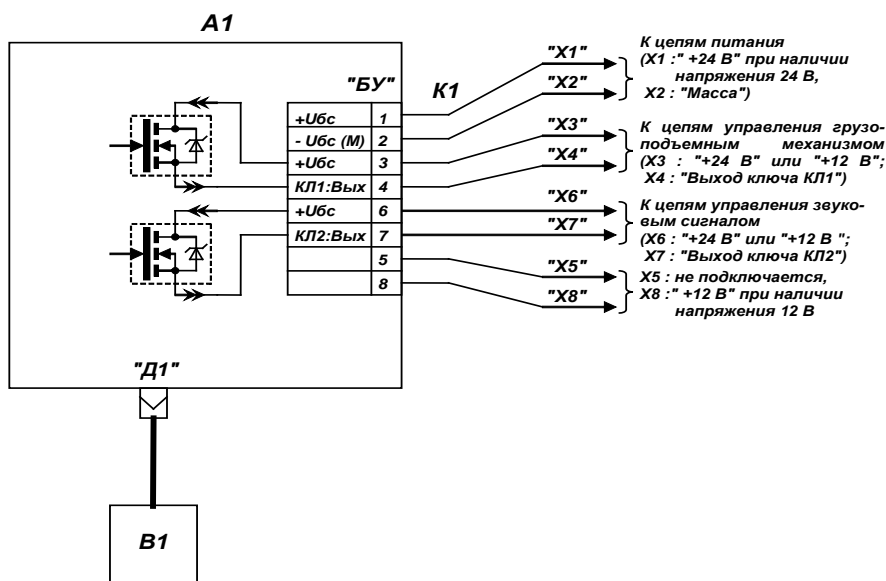 А1
"БУ"
К1
+Uбс 1
- Uбс (М) 2
+Uбс 3
КЛ1:Вых 4
+Uбс 6
КЛ2:Вых 7
5
8
"X1"
"X2"
"X3"
"X4"
"X6"
"X7"
"X5"
"X8"
К цепям питания
(X1 :" +24 В" при наличии
напряжения 24 В,
X2 : "Масса")
К цепям управления грузо-
подъемным механизмом
(X3 : "+24 В" или "+12 В";
X4 : "Выход ключа КЛ1")
К цепям управления звуко-
вым сигналом
(X6 : "+24 В" или "+12 В ";
X7 : "Выход ключа КЛ2")
X5 : не подключается,
X8 :" +12 В" при наличии
напряжения 12 В
"Д1"
В1